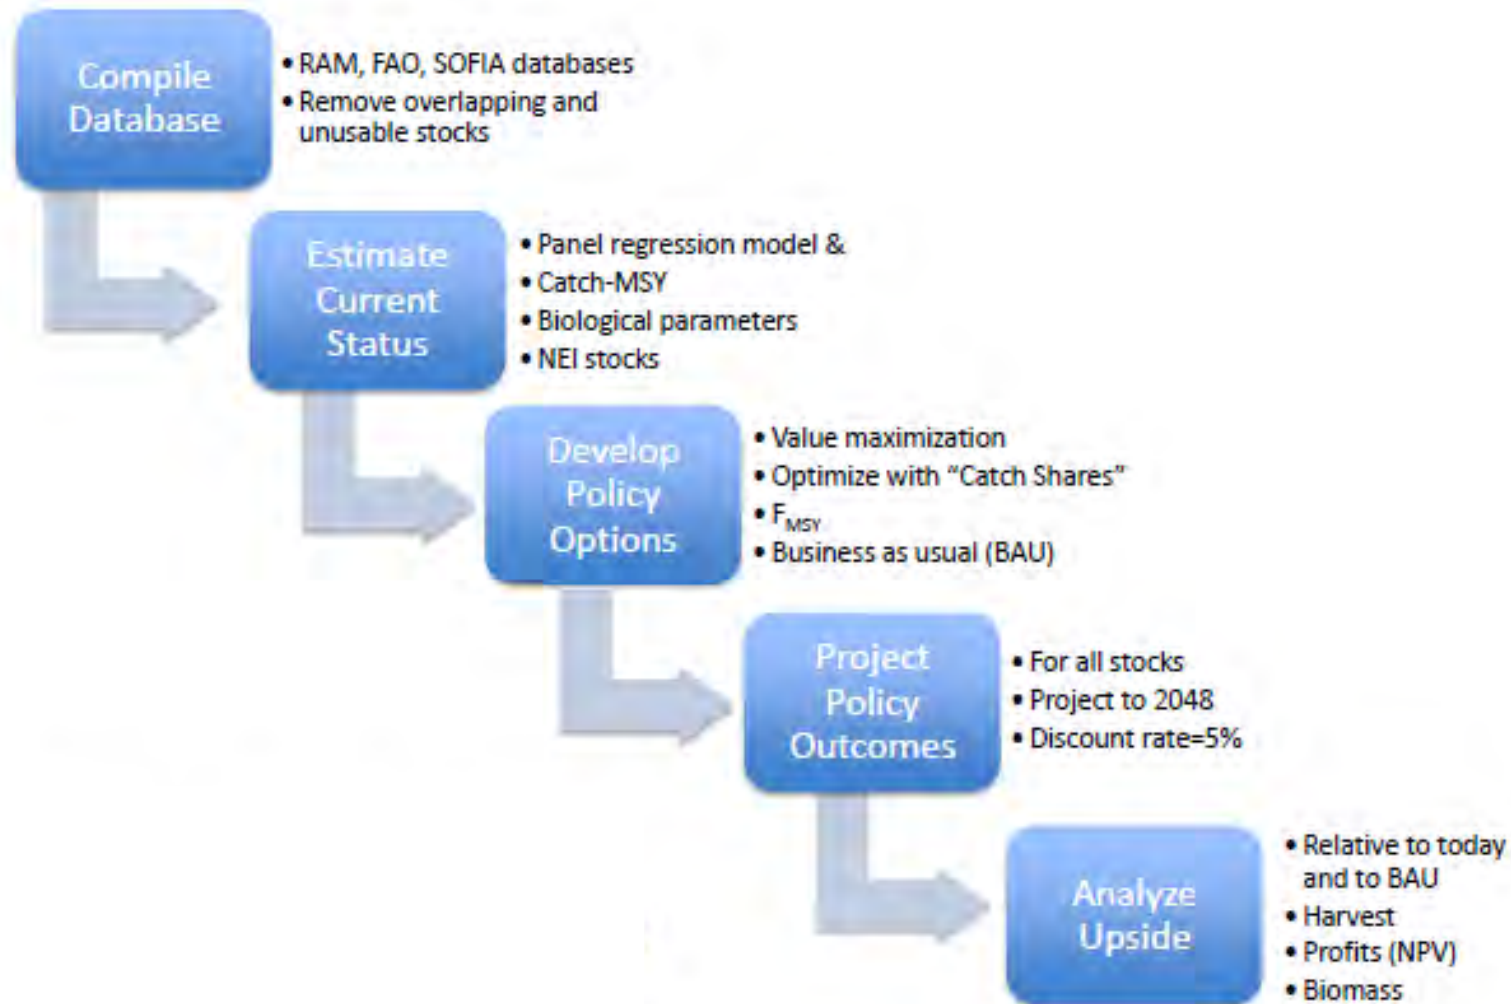 Compile
Database
• RAM, FAO, SOFIA databases
• Remove overlapping and
unusable stocks
Estimate
Current
Status
• Panel regression model &
• Catch-MSY
• Biological parameters
• NEI stocks
Develop
Policy
Options
• Value maximization
• Optimize with “Catch Shares”
• FMSY
• Business as usual (BAU)
Project
Policy
Outcomes
• For all stocks
• Project to 2048
• Discount rate=5%
Analyze
Upside
• Relative to today
and to BAU
• Harvest
• Profits (NPV)
• Biomass